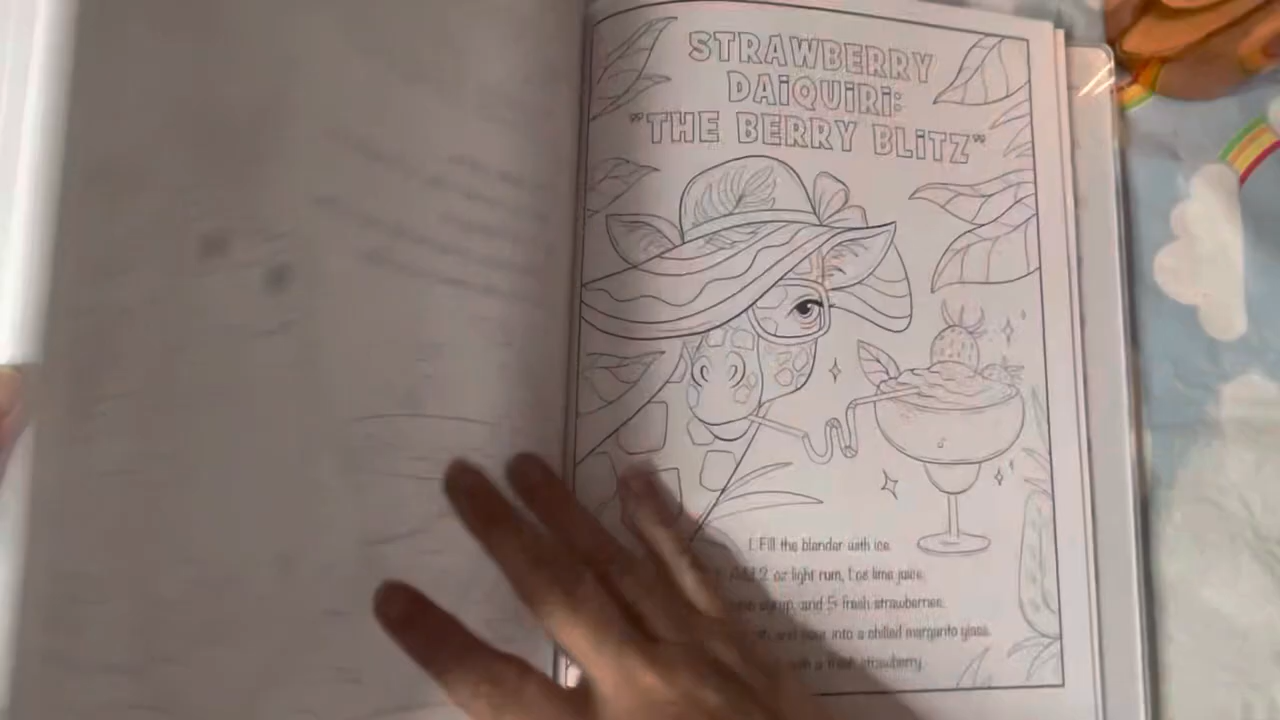 STRAWBERRY
DAiQUiRi:
"THE BERRY BLiTZ"
1. Fill the blender with ice.
2 oz light rum, 1 oz lime juice,
syrup, and 5 fresh strawberries.
and pour into a chilled margarita glass.
with a fresh strawberry.